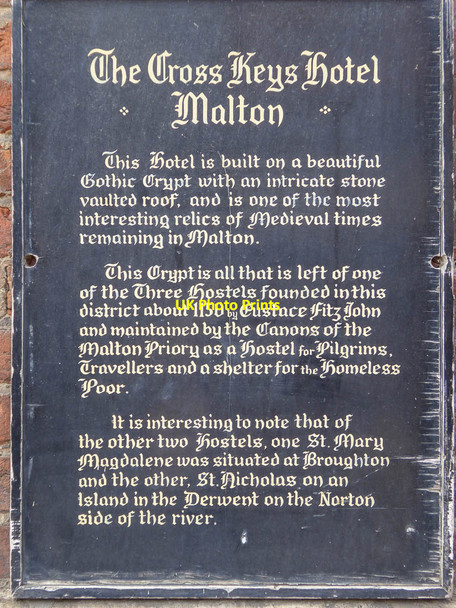 The Cross Keys Hotel
Malton
This Hotel is built on a beautiful
Gothic Crypt with an intricate stone
vaulted roof, and is one of the most
interesting relics of Medieval times
remaining in Malton.
This Crypt is all that is left of one
of the Three Hostels founded in this
district about 1150 by Eustace Fitz John
UK Photo Prints
and maintained by the Canons of the
Malton Priory as a Hostel for Pilgrims,
Travellers and a shelter for the Homeless
Poor.
It is interesting to note that of
the other two Hostels, one St. Mary
Magdalene was situated at Broughton
and the other, St. Nicholas on an
Island in the Derwent on the Norton
side of the river.